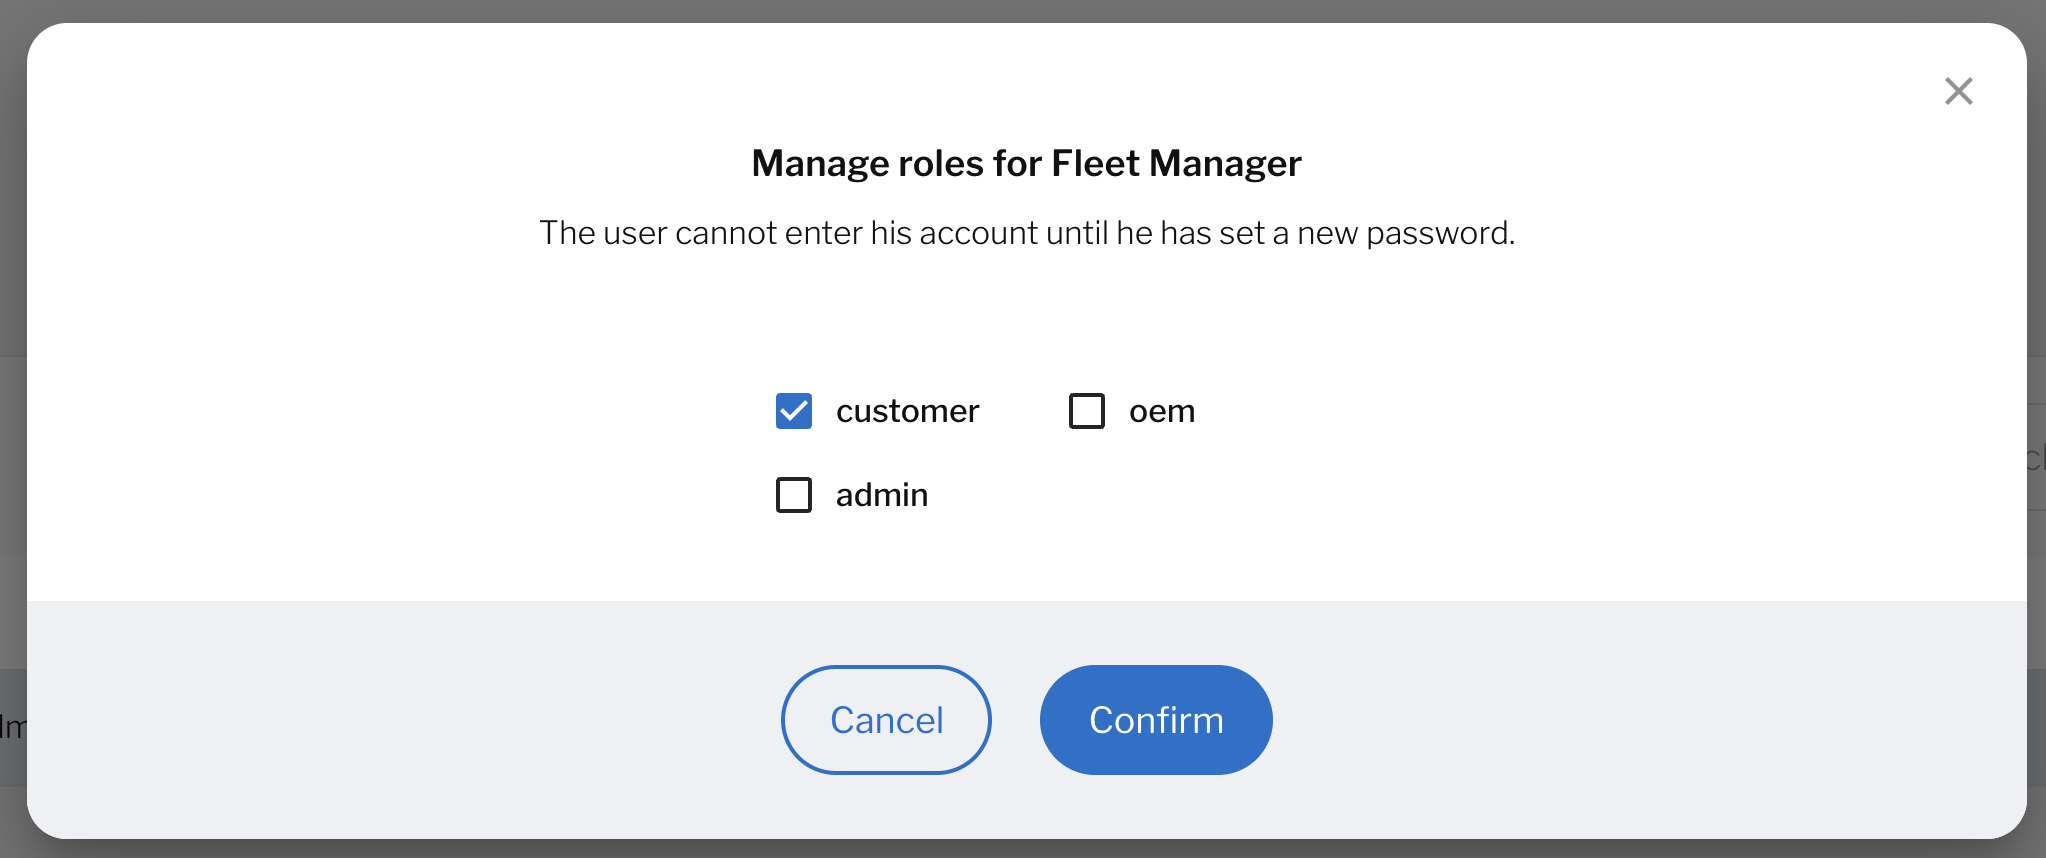 Manage roles for Fleet Manager
The user cannot enter his account until he has set a new password.
customer
oem
admin
Cancel
Confirm